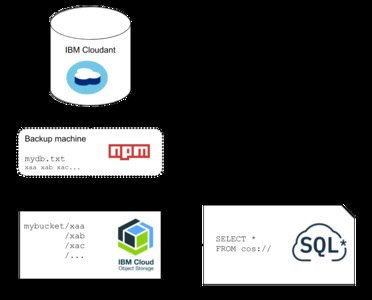 IBM Cloudant
Backup machine
mydb.txt
xaa xab xac...
npm
mybucket/xaa
/xab
/xac
/...
IBM Cloud
Object Storage
SELECT *
FROM cos://
SQL*